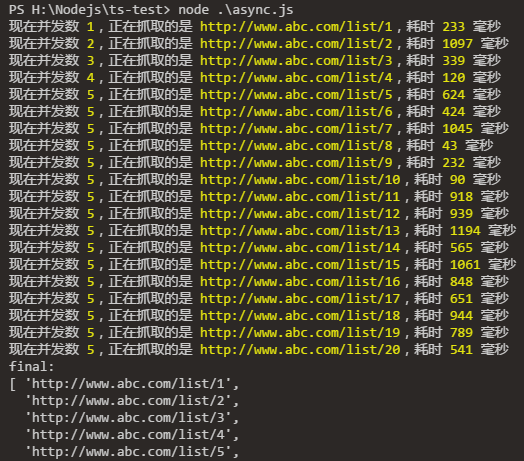 PS H:\Nodejs\ts-test> node .\async.js
现在并发数 1，正在抓取的是 http://www.abc.com/list/1，耗时 233 毫秒
现在并发数 2，正在抓取的是 http://www.abc.com/list/2，耗时 1097 毫秒
现在并发数 3，正在抓取的是 http://www.abc.com/list/3，耗时 339 毫秒
现在并发数 4，正在抓取的是 http://www.abc.com/list/4，耗时 120 毫秒
现在并发数 5，正在抓取的是 http://www.abc.com/list/5，耗时 624 毫秒
现在并发数 5，正在抓取的是 http://www.abc.com/list/6，耗时 424 毫秒
现在并发数 5，正在抓取的是 http://www.abc.com/list/7，耗时 1045 毫秒
现在并发数 5，正在抓取的是 http://www.abc.com/list/8，耗时 43 毫秒
现在并发数 5，正在抓取的是 http://www.abc.com/list/9，耗时 232 毫秒
现在并发数 5，正在抓取的是 http://www.abc.com/list/10，耗时 90 毫秒
现在并发数 5，正在抓取的是 http://www.abc.com/list/11，耗时 918 毫秒
现在并发数 5，正在抓取的是 http://www.abc.com/list/12，耗时 939 毫秒
现在并发数 5，正在抓取的是 http://www.abc.com/list/13，耗时 1194 毫秒
现在并发数 5，正在抓取的是 http://www.abc.com/list/14，耗时 565 毫秒
现在并发数 5，正在抓取的是 http://www.abc.com/list/15，耗时 1061 毫秒
现在并发数 5，正在抓取的是 http://www.abc.com/list/16，耗时 848 毫秒
现在并发数 5，正在抓取的是 http://www.abc.com/list/17，耗时 651 毫秒
现在并发数 5，正在抓取的是 http://www.abc.com/list/18，耗时 944 毫秒
现在并发数 5，正在抓取的是 http://www.abc.com/list/19，耗时 789 毫秒
现在并发数 5，正在抓取的是 http://www.abc.com/list/20，耗时 541 毫秒
final:
[ 'http://www.abc.com/list/1',
  'http://www.abc.com/list/2',
  'http://www.abc.com/list/3',
  'http://www.abc.com/list/4',
  'http://www.abc.com/list/5',